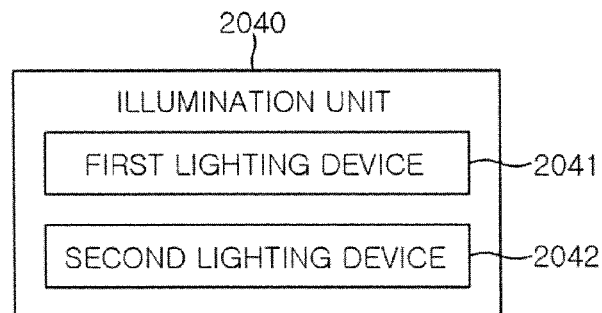 2040
ILLUMINATION UNIT
FIRST LIGHTING DEVICE 2041
SECOND LIGHTING DEVICE 2042